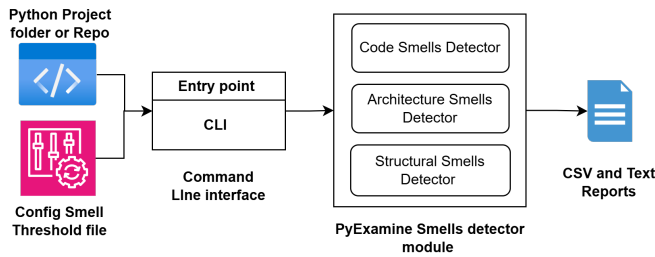 Python Project
folder or Repo
Config Smell
Threshold file
Entry point
CLI
Command
LIne interface
Code Smells Detector
Architecture Smells
Detector
Structural Smells
Detector
PyExamine Smells detector
module
CSV and Text
Reports